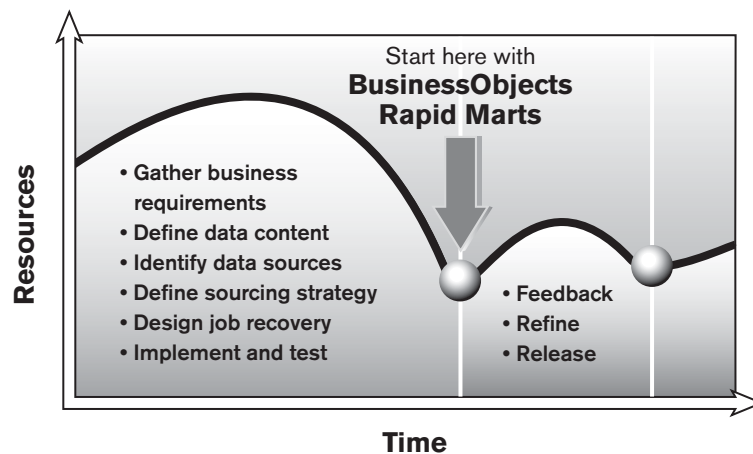 Start here with
BusinessObjects
Rapid Marts
• Gather business
requirements
• Define data content
• Identify data sources
• Define sourcing strategy
• Design job recovery
• Implement and test
• Feedback
• Refine
• Release
Resources
Time